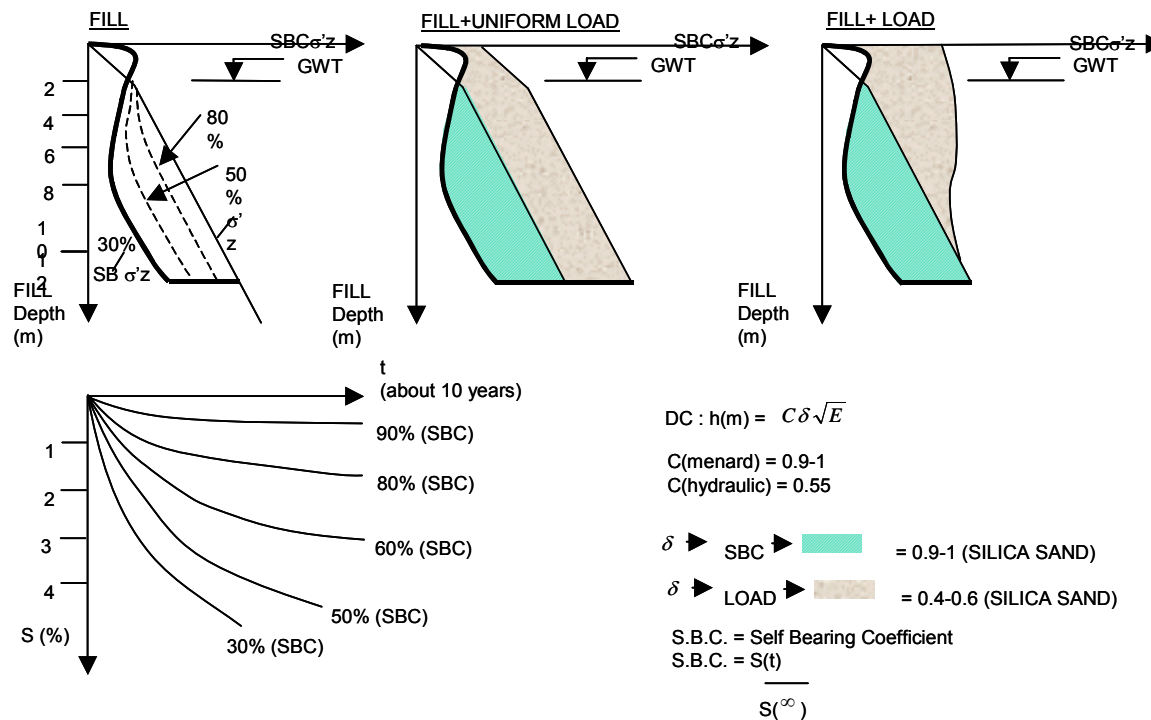 FILL
SBCσ'z
GWT
2
4
6
8
1
0
1
2
80
%
50
%
σ'
z
30%
SB σ'z
FILL
Depth
(m)
FILL+UNIFORM LOAD
SBCσ'z
GWT
FILL
Depth
(m)
FILL+ LOAD
SBCσ'z
GWT
FILL
Depth
(m)
t
(about 10 years)
1
2
3
4
S (%)
90% (SBC)
80% (SBC)
60% (SBC)
50% (SBC)
30% (SBC)
DC : h(m) = Cδ√E
C(menard) = 0.9-1
C(hydraulic) = 0.55
δ SBC = 0.9-1 (SILICA SAND)
δ LOAD = 0.4-0.6 (SILICA SAND)
S.B.C. = Self Bearing Coefficient
S.B.C. = S(t)
S(∞)